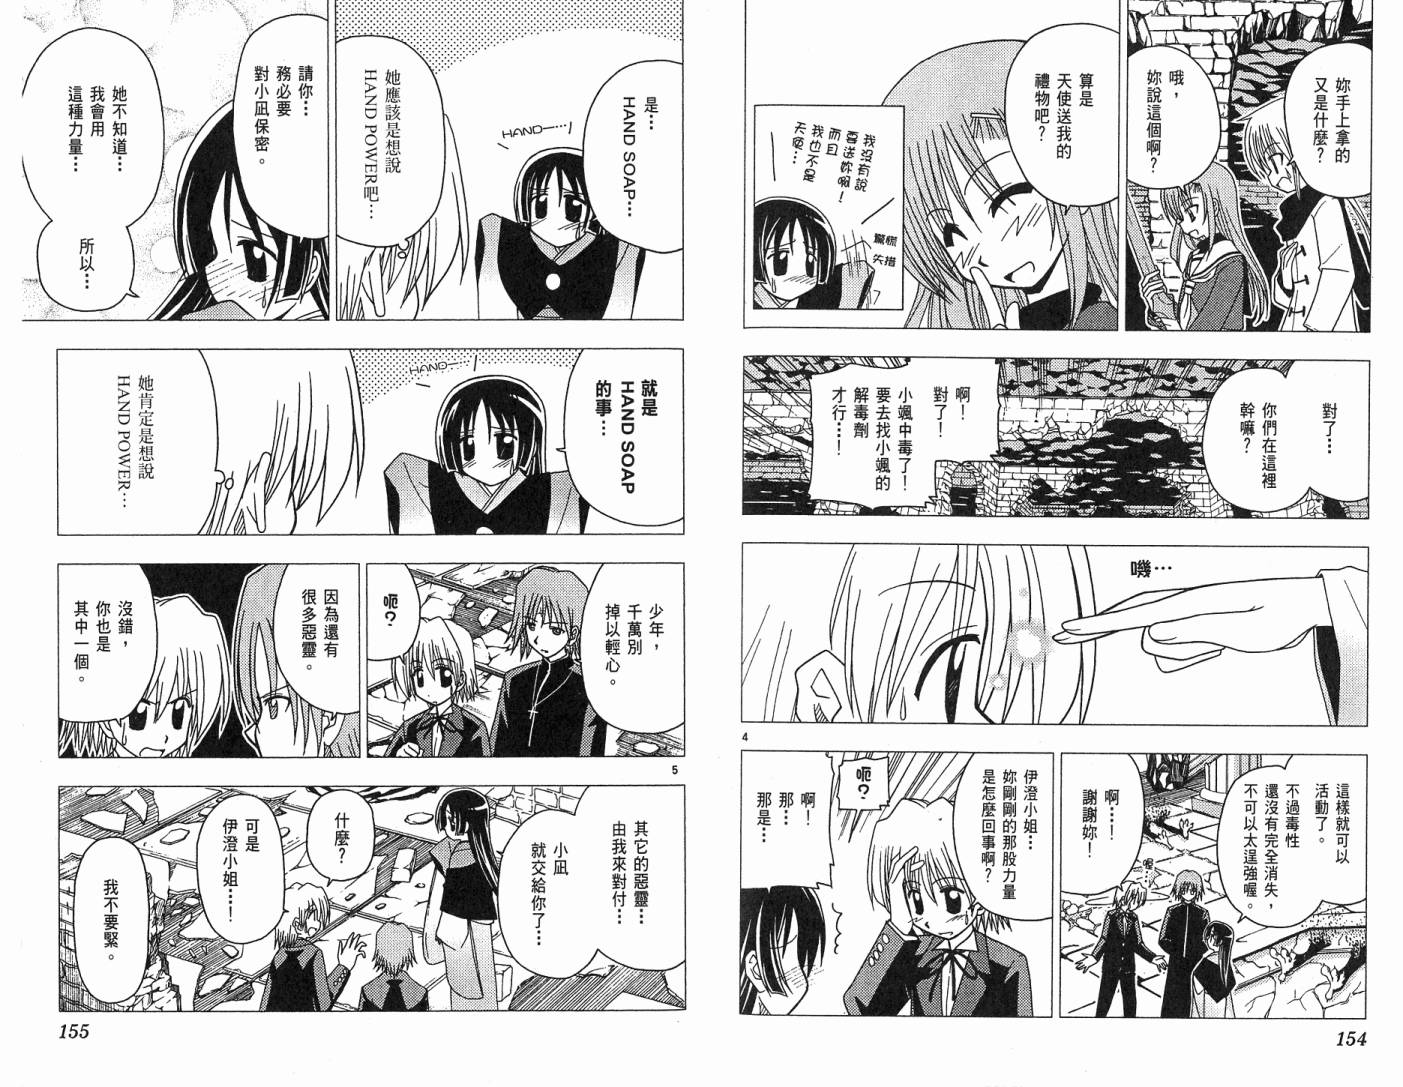 妳手上拿的
又是什麼?
哦，
妳說這個啊?
算是
天使送我的
禮物吧?
我沒有說
要送妳啊!
而且
我也不是
天使…
驚慌
失措
對了…
你們在這裡
幹嘛?
啊!
對了!
小颯中毒了!
要去找小颯的
解毒劑
才行…!
嘰…
4
這樣就可以
活動了。
不過毒性
還沒有完全消失，
不可以太逞強喔。
啊…!
謝謝妳!
伊澄小姐…
妳剛剛的那股力量
是怎麼回事啊?
呃?
啊!
那…
那是…
154
是…
HAND SOAP…
HAND—…!
她應該是想說
HAND POWER吧…
請你…
務必要
對小凪保密。
她不知道…
我會用
這種力量…
所以…
就是
HAND SOAP
的事…
HAND—…!
她肯定是想說
HAND POWER…
少年，
千萬別
掉以輕心。
呃?
因為還有
很多惡靈。
沒錯，
你也是
其中一個。
5
其它的惡靈…
由我來對付…
小凪
就交給你了…
什麼?
可是
伊澄小姐…!
我不要緊。
155